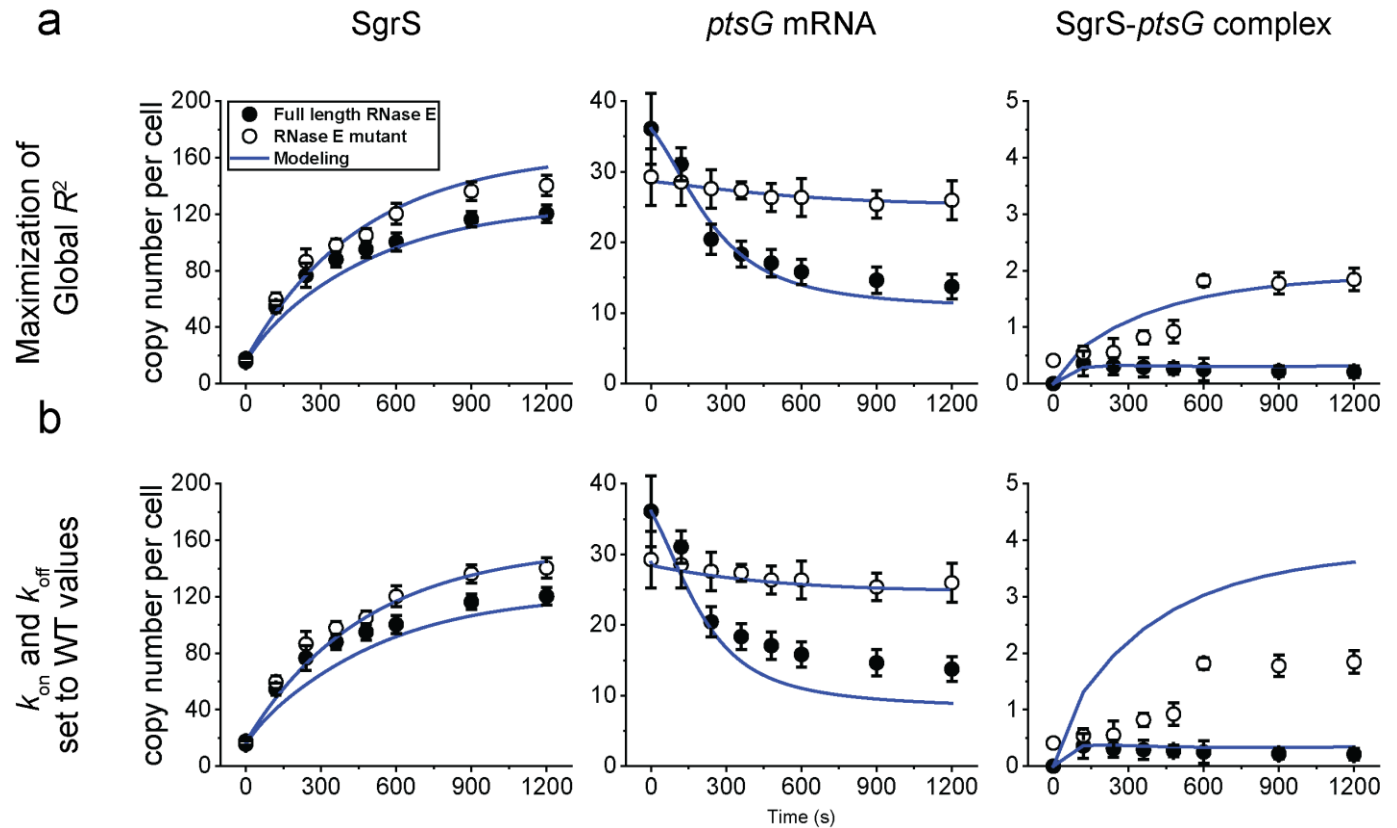 a
SgrS
ptsG mRNA
SgrS-ptsG complex
Maximization of
Global R²
copy number per cell
200
160
120
80
40
0
Full length RNase E
RNase E mutant
Modeling
0 300 600 900 1200
40
30
20
10
0
0 300 600 900 1200
5
4
3
2
1
0
0 300 600 900 1200
b
kon and koff
set to WT values
copy number per cell
200
160
120
80
40
0
0 300 600 900 1200
40
30
20
10
0
0 300 600 900 1200
Time (s)
5
4
3
2
1
0
0 300 600 900 1200